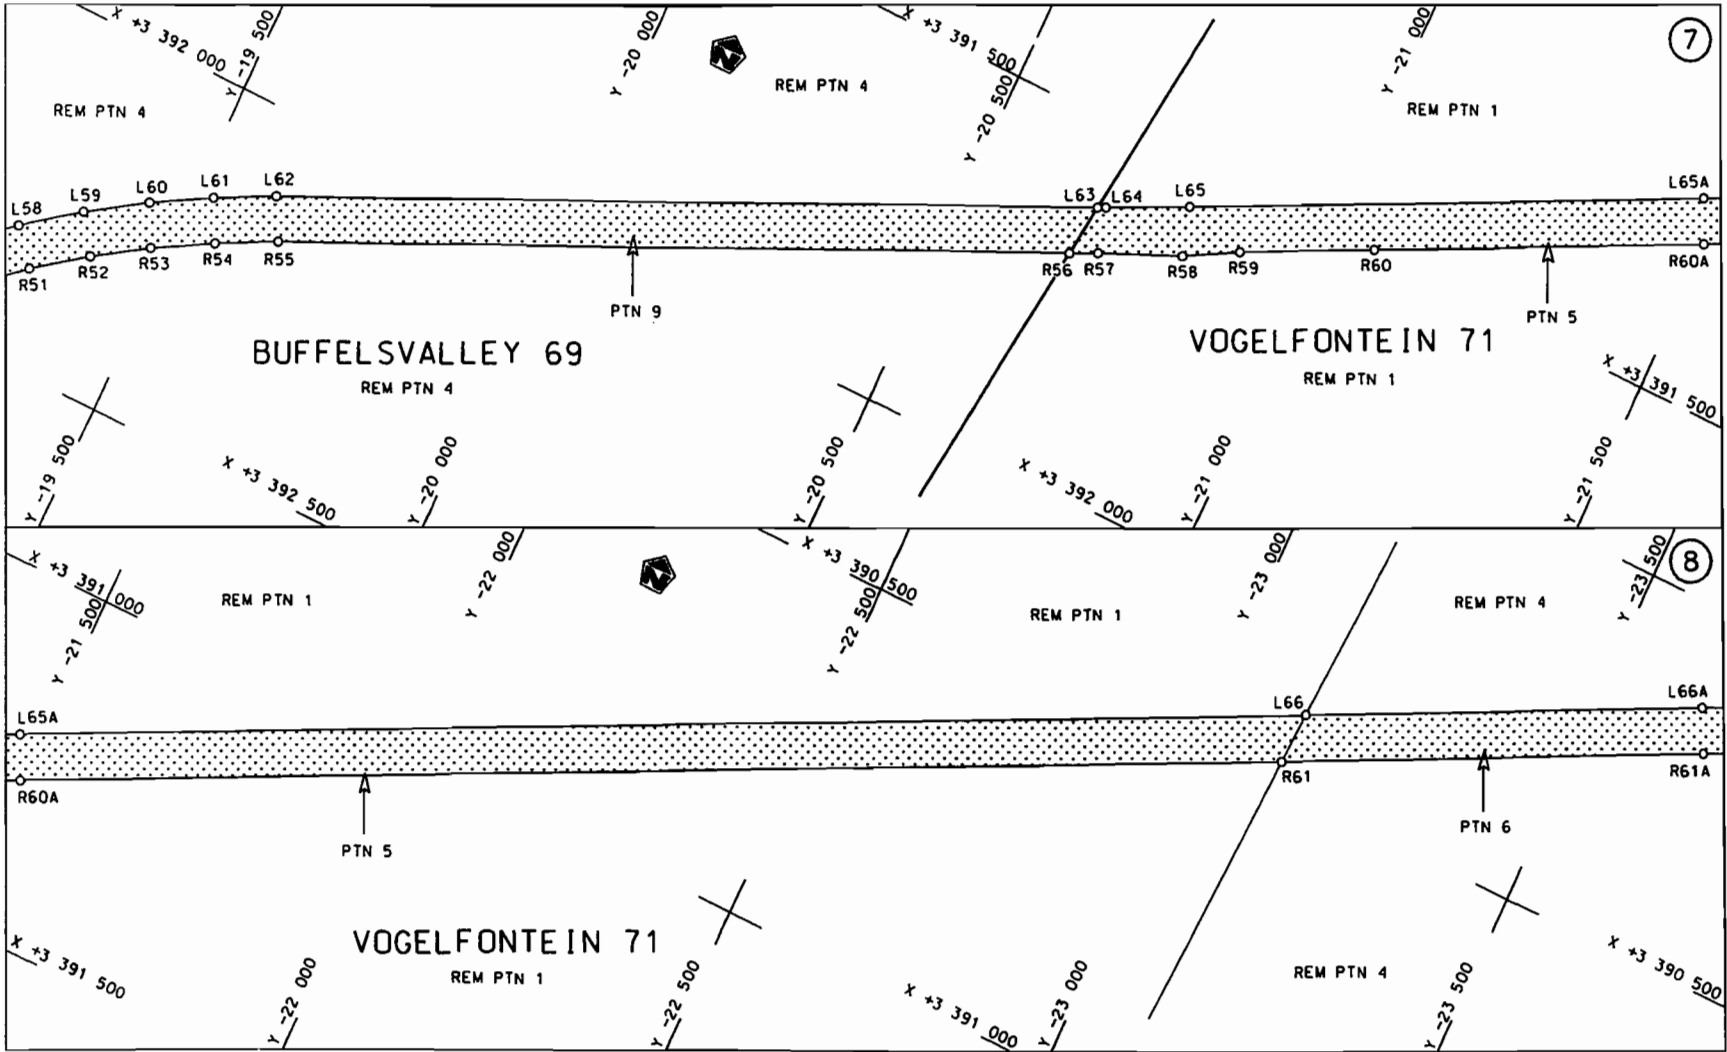 X +3 392 000
Y -19 500
Y -20 000
X +3 391 500
Y -20 500
Y -21 000
7
REM PTN 4
N
REM PTN 4
REM PTN 1
L58
L59
L60
L61
L62
L63
L64
L65
L65A
R51
R52
R53
R54
R55
R56
R57
R58
R59
R60
R60A
PTN 9
PTN 5
BUFFELSVALLEY 69
REM PTN 4
VOGELFONTEIN 71
REM PTN 1
X +3 391 500
Y -19 500
X +3 392 500
Y -20 000
Y -20 500
X +3 392 000
Y -21 000
Y -21 500
X +3 391 000
Y -21 500
REM PTN 1
Y -22 000
N
X +3 390 500
Y -22 500
REM PTN 1
Y -23 000
REM PTN 4
Y -23 500
8
L65A
L66
L66A
R60A
R61
R61A
PTN 5
PTN 6
VOGELFONTEIN 71
REM PTN 1
REM PTN 4
X +3 391 500
Y -22 000
Y -22 500
X +3 391 000
Y -23 000
Y -23 500
X +3 390 500